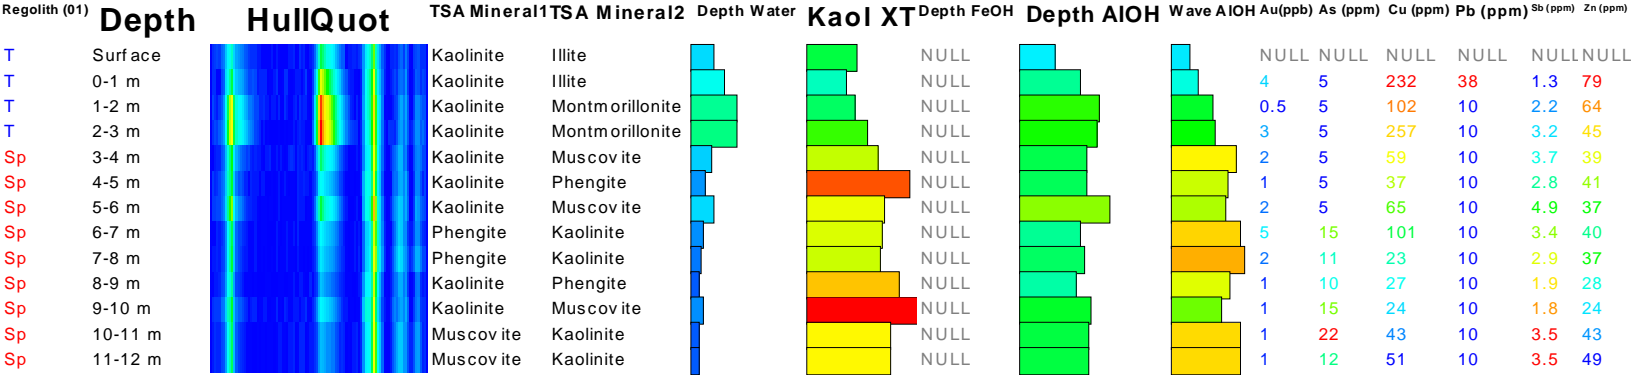 Regolith (01) Depth HullQuot TSA Mineral1 TSA Mineral2 Depth Water Kaol XT Depth FeOH Depth AlOH Wave AlOH Au(ppb) As (ppm) Cu (ppm) Pb (ppm) Sb (ppm) Zn (ppm)
T Surface Kaolinite Illite NULL NULL NULL NULL NULL NULL NULL
T 0-1 m Kaolinite Illite NULL 4 5 232 38 1.3 79
T 1-2 m Kaolinite Montmorillonite NULL 0.5 5 102 10 2.2 64
T 2-3 m Kaolinite Montmorillonite NULL 3 5 257 10 3.2 45
Sp 3-4 m Kaolinite Muscovite NULL 2 5 59 10 3.7 39
Sp 4-5 m Kaolinite Phengite NULL 1 5 37 10 2.8 41
Sp 5-6 m Kaolinite Muscovite NULL 2 5 65 10 4.9 37
Sp 6-7 m Phengite Kaolinite NULL 5 15 101 10 3.4 40
Sp 7-8 m Phengite Kaolinite NULL 2 11 23 10 2.9 37
Sp 8-9 m Kaolinite Phengite NULL 1 10 27 10 1.9 28
Sp 9-10 m Kaolinite Muscovite NULL 1 15 24 10 1.8 24
Sp 10-11 m Muscovite Kaolinite NULL 1 22 43 10 3.5 43
Sp 11-12 m Muscovite Kaolinite NULL 1 12 51 10 3.5 49